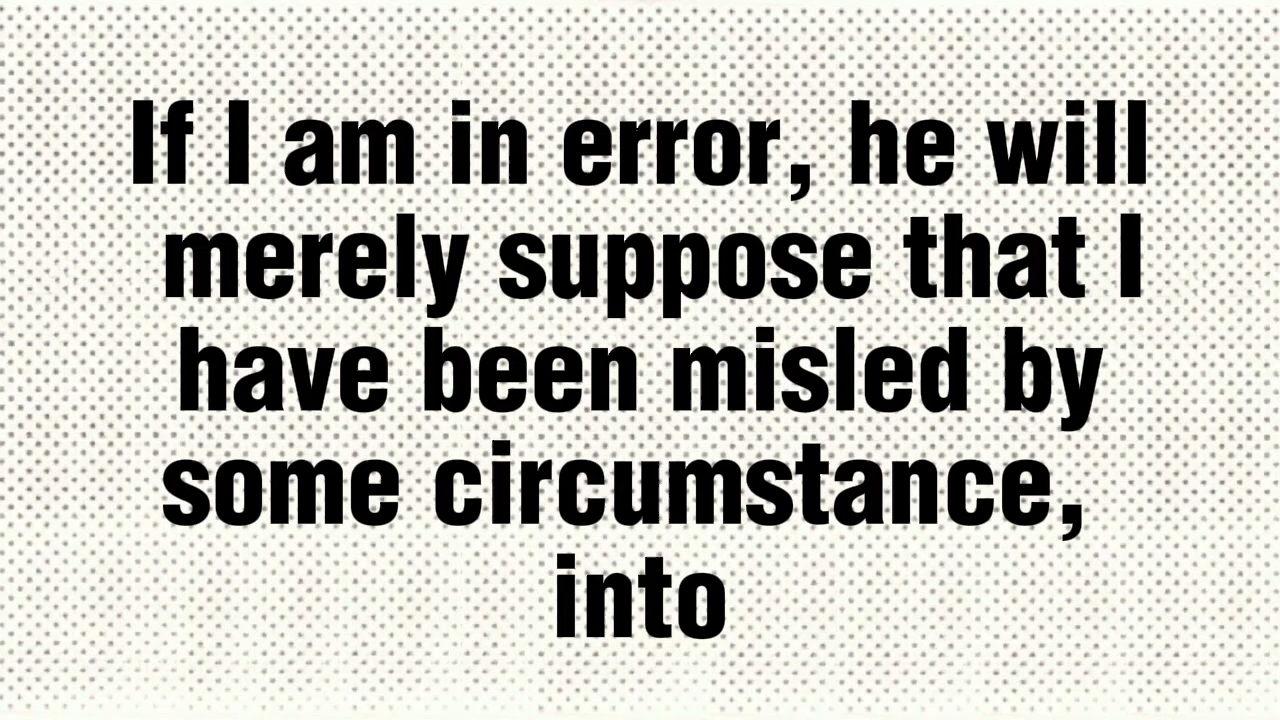 If I am in error, he will
merely suppose that I
have been misled by
some circumstance,
into